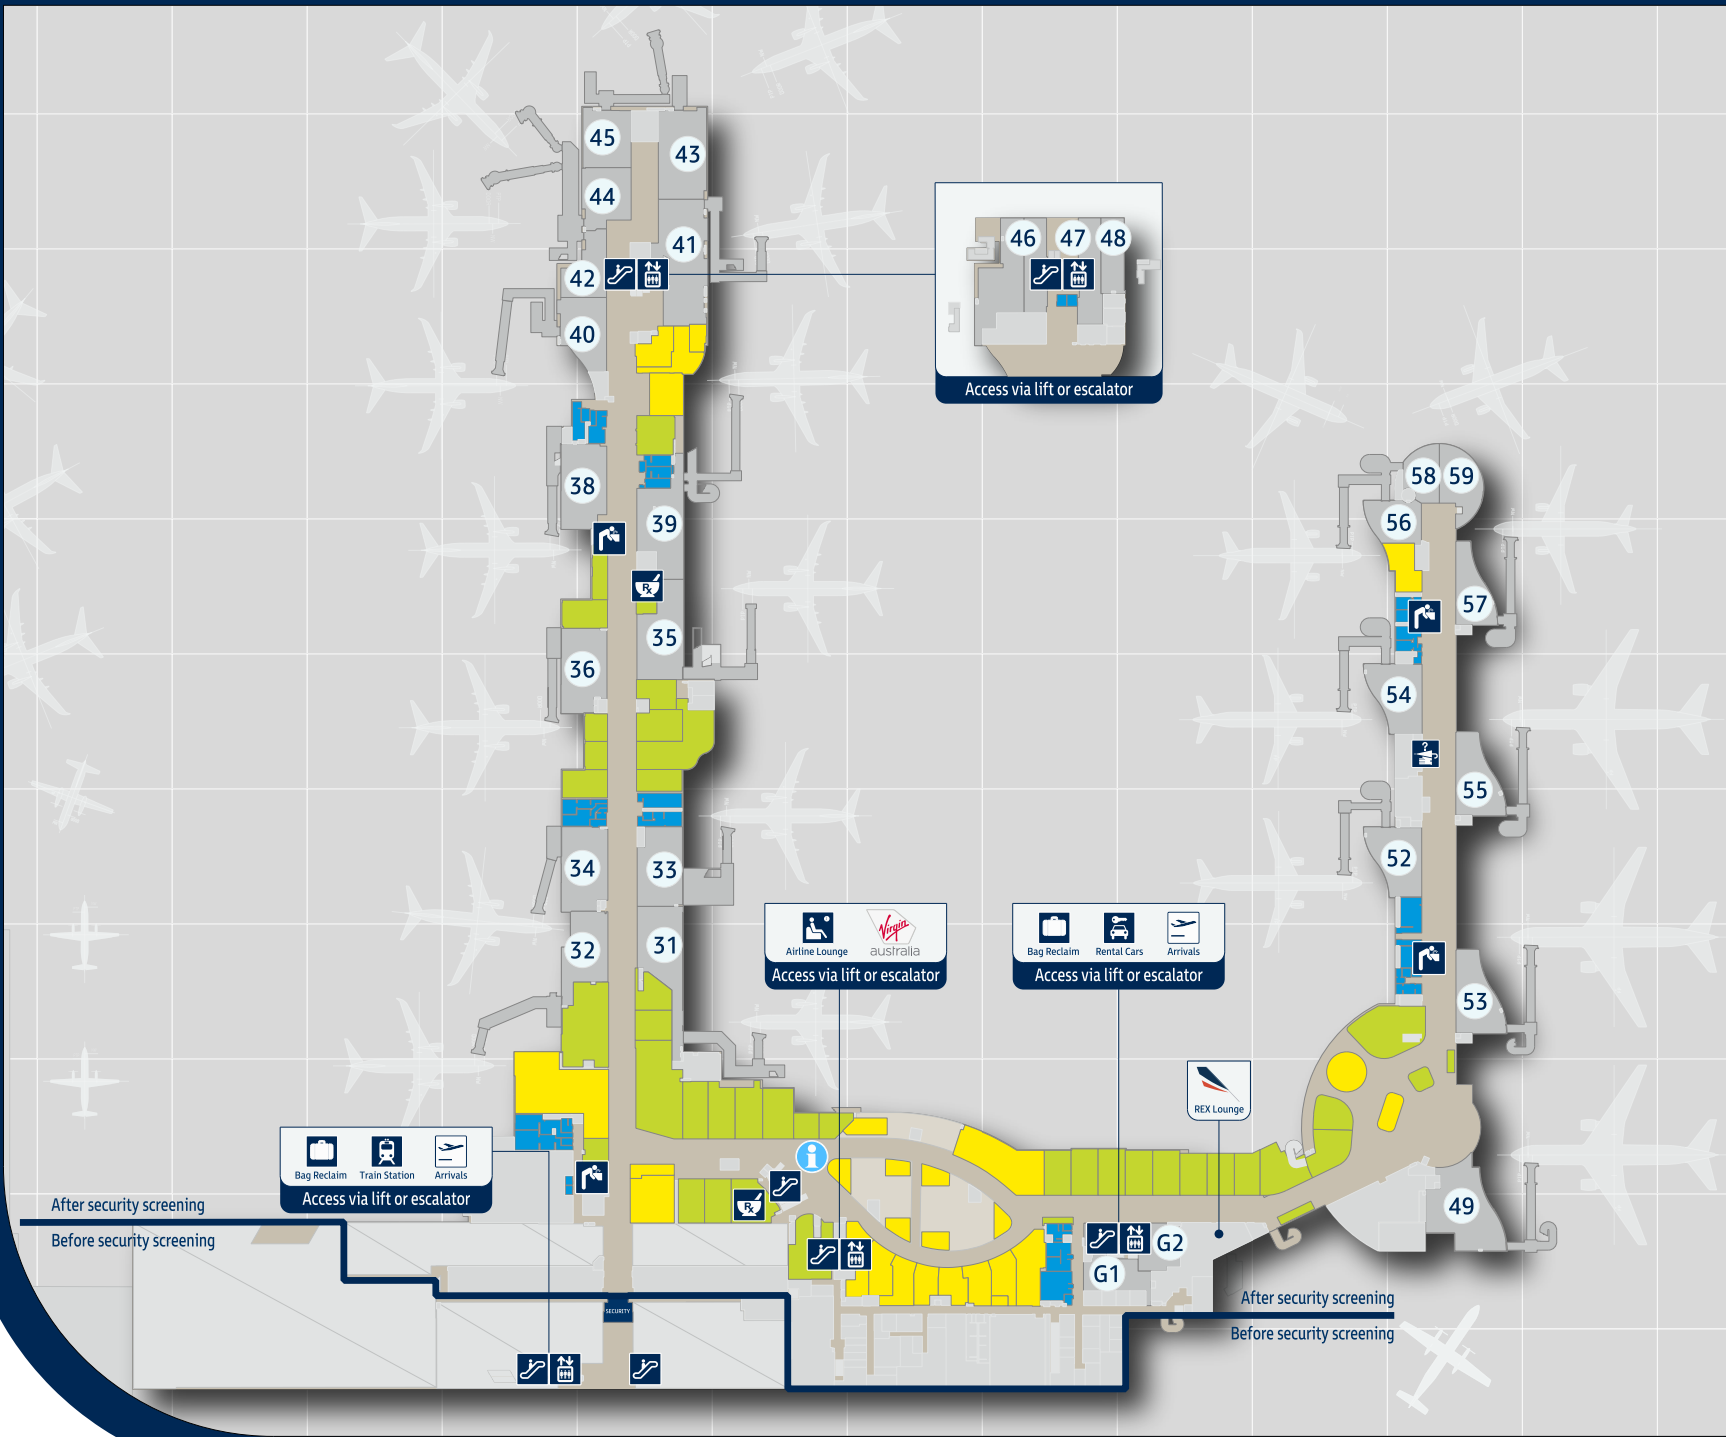 45
43
44
41
42
40
46
47
48
Access via lift or escalator
38
39
Rx
35
36
58
59
56
57
54
?
55
52
34
33
32
31
53
Airline Lounge
Virgin
australia
Access via lift or escalator
Bag Reclaim
Rental Cars
Arrivals
Access via lift or escalator
REX Lounge
Bag Reclaim
Train Station
Arrivals
Access via lift or escalator
i
Rx
49
After security screening
Before security screening
G2
G1
After security screening
Before security screening
SECURITY